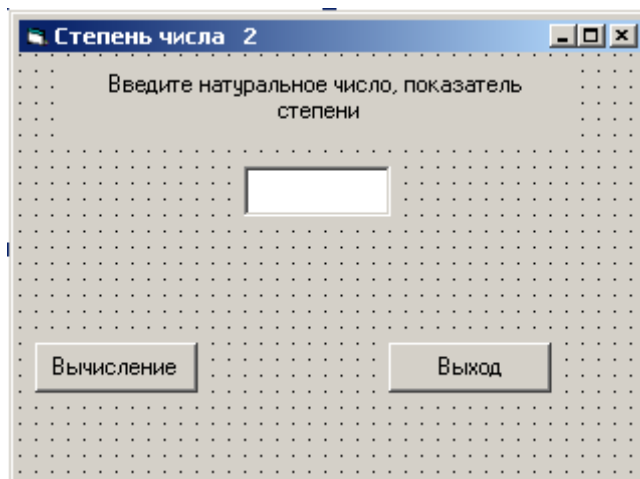 Степень числа 2
Введите натуральное число, показатель
степени
Вычисление
Выход